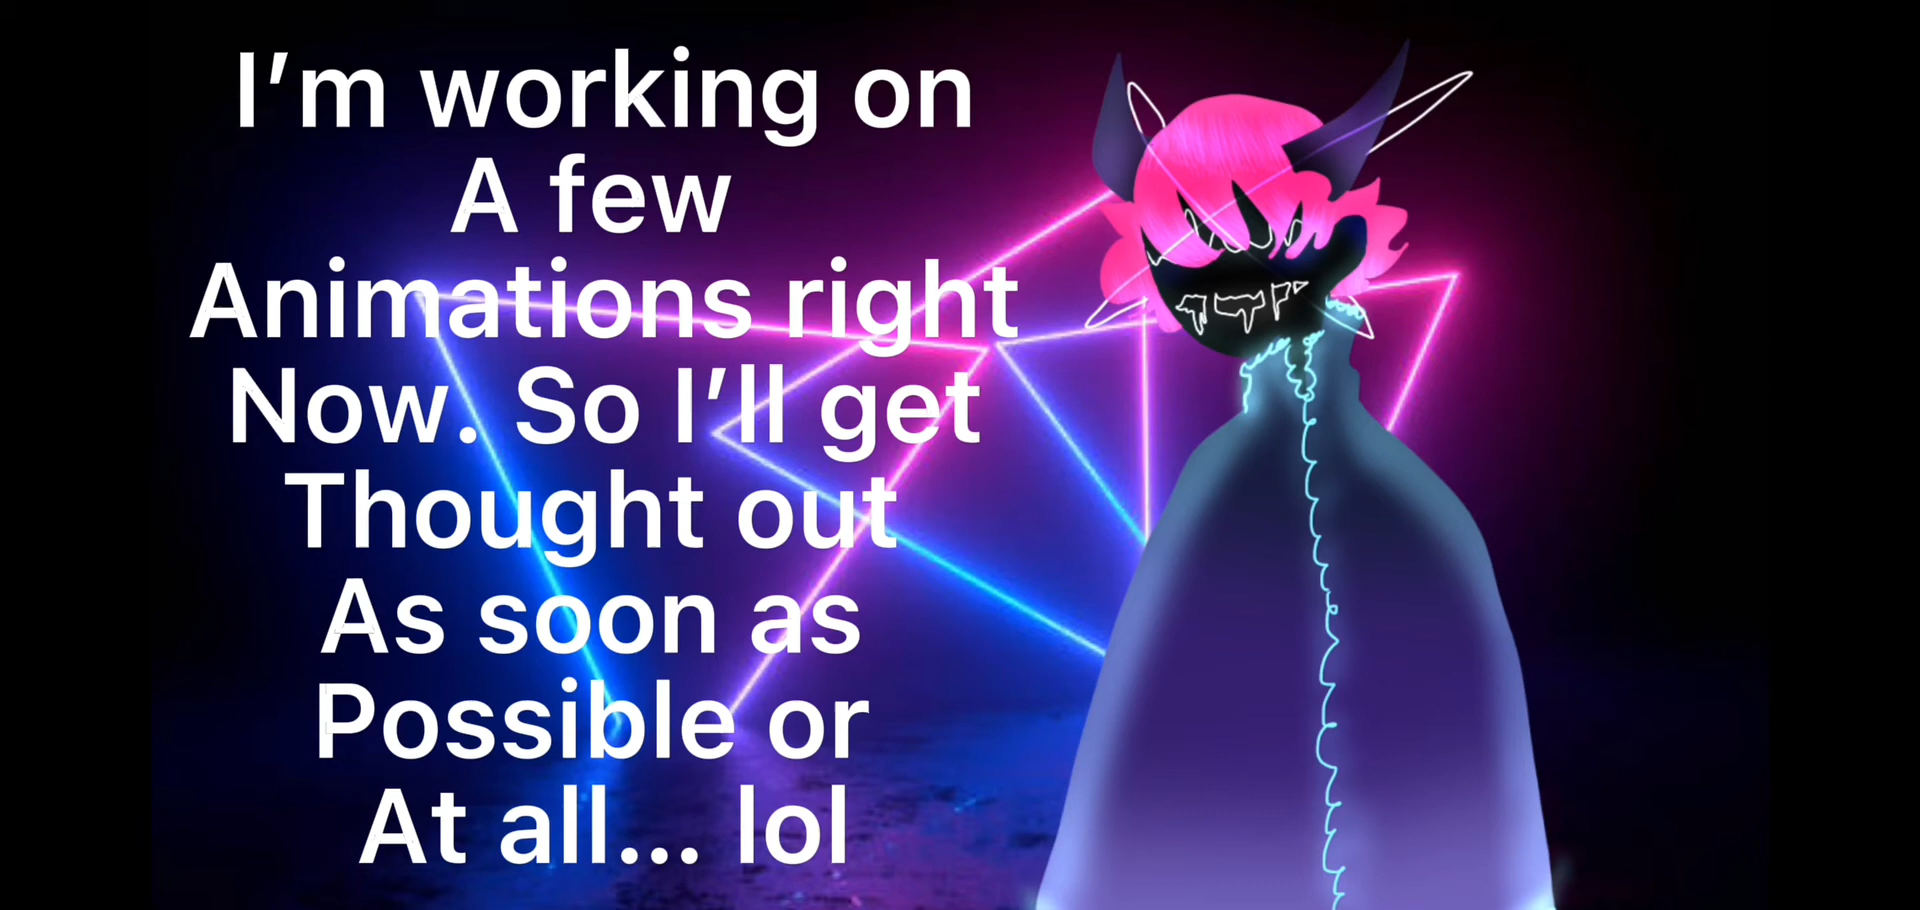 I’m working on
A few
Animations right
Now. So I’ll get
Thought out
As soon as
Possible or
At all... lol